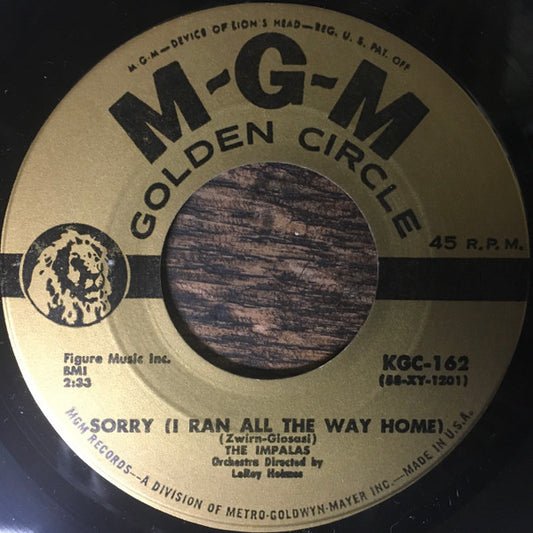 M-G-M—DEVICE OF LION'S HEAD—REG. U. S. PAT. OFF
M-G-M
GOLDEN CIRCLE
45 R.P.M.
Figure Music Inc.
BMI
2:33
KGC-162
(58-XY-1201)
SORRY (I RAN ALL THE WAY HOME)
(Zwirn-Giosasi)
THE IMPALAS
Orchestra Directed by
LeRoy Holmes
MGM RECORDS—A DIVISION OF METRO-GOLDWYN-MAYER INC.—MADE IN U.S.A.